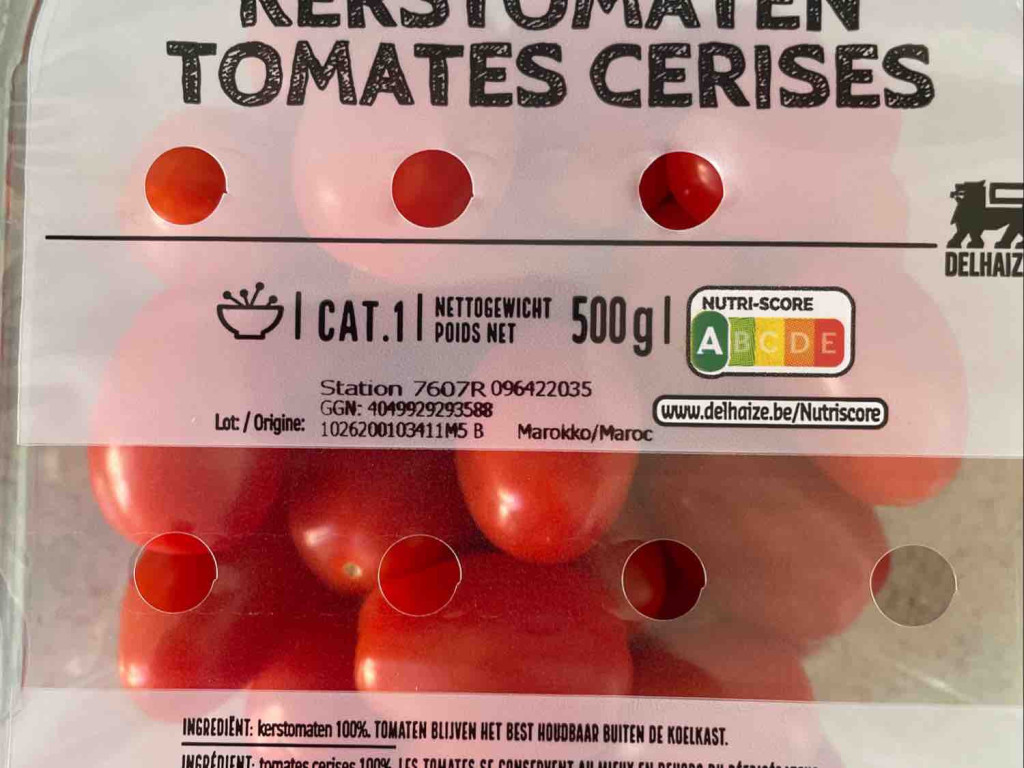 KERSTOMATEN
TOMATES CERISES
DELHAIZ
CAT.1
NETTOGEWICHT
POIDS NET
500g
NUTRI-SCORE
A B C D E
www.delhaize.be/Nutriscore
Station 7607R 096422035
GGN: 4049929293588
Lot: / Origine: 1026200103411M5 B Marokko/Maroc
INGREDIËNT: kerstomaten 100%. TOMATEN BLIJVEN HET BEST HOUDBAAR BUITEN DE KOELKAST.
INGRÉDIENT: tomates cerises 100%. LES TOMATES SE CONSERVENT AU MIEUX EN DEHORS DU